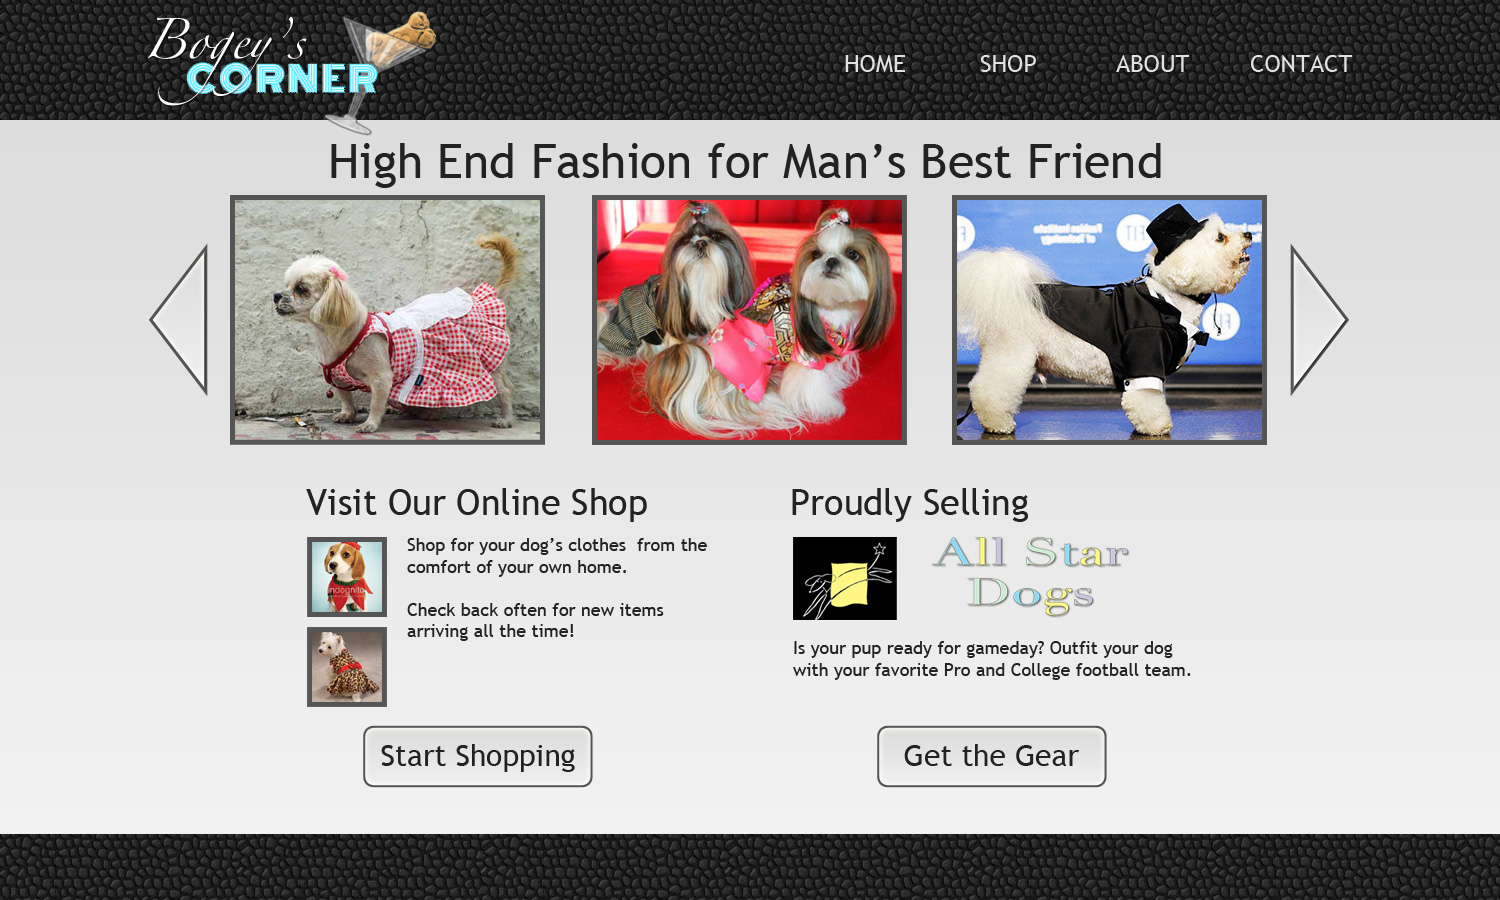 Bogey's
CORNER
HOME SHOP ABOUT CONTACT
High End Fashion for Man’s Best Friend
FIT
FIT
Visit Our Online Shop
Shop for your dog’s clothes from the
comfort of your own home.
indognito
Check back often for new items
arriving all the time!
Proudly Selling
All Star
Dogs
Is your pup ready for gameday? Outfit your dog
with your favorite Pro and College football team.
Start Shopping
Get the Gear